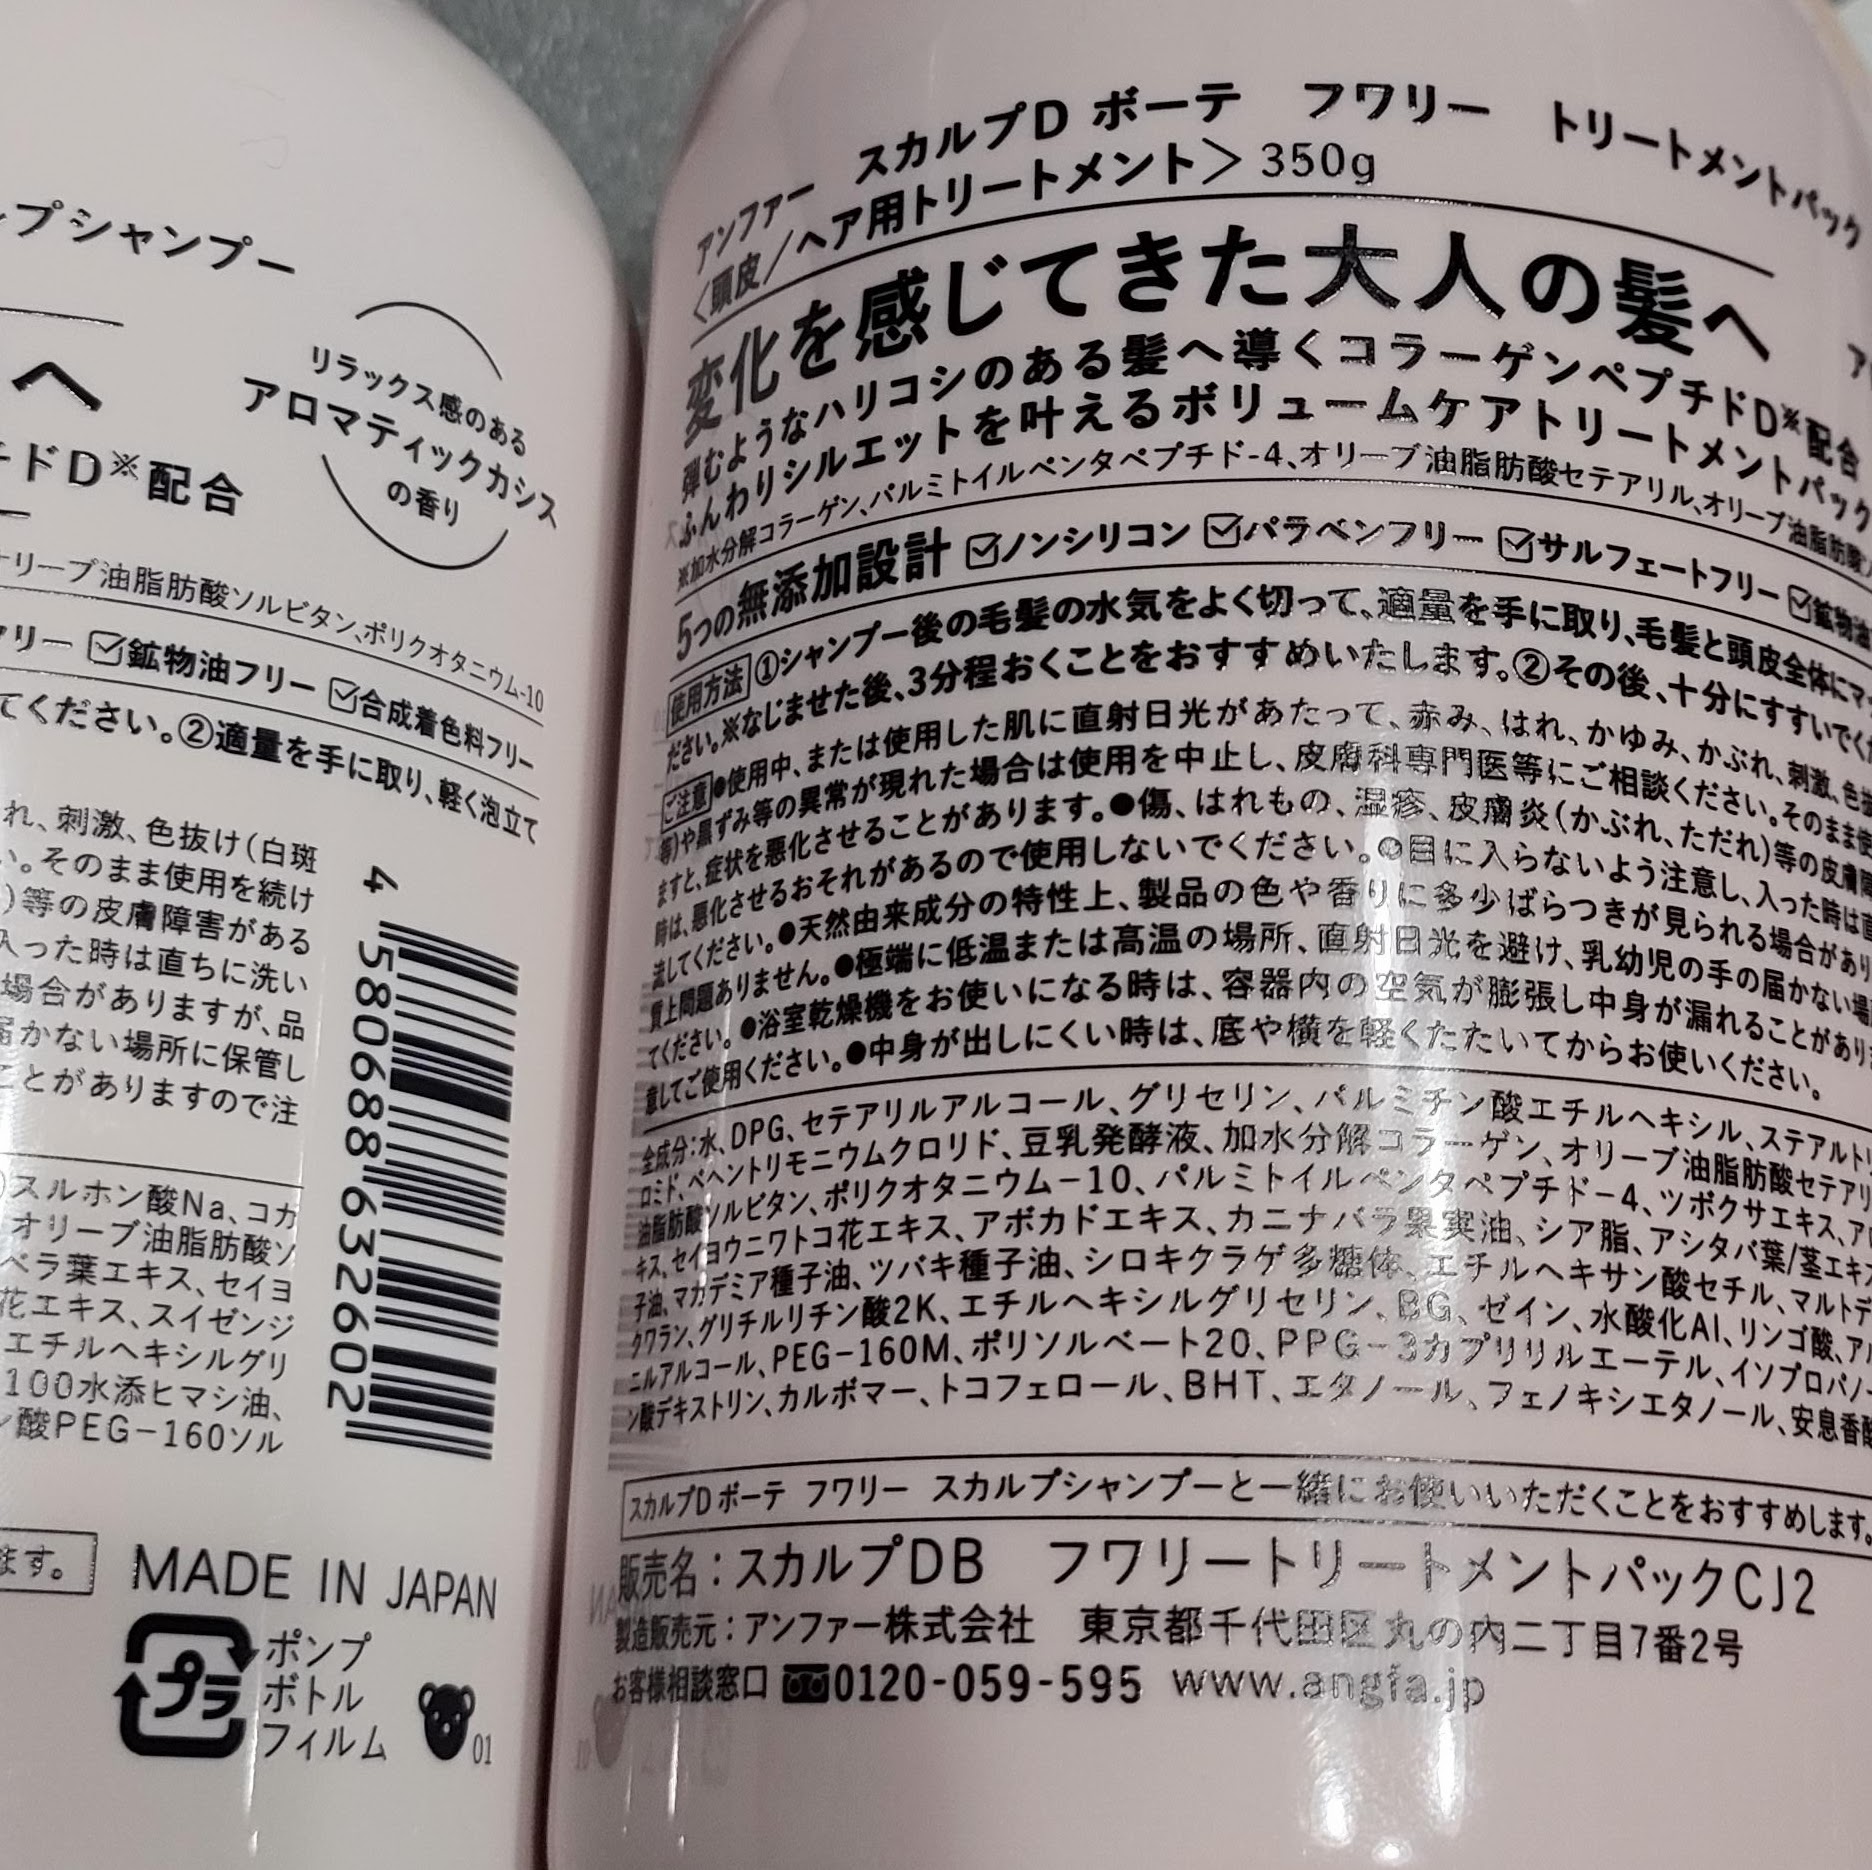 プシャンプー
へ
チドD※配合
リラックス感のある
アロマティックカシス
の香り
リーブ油脂肪酸ソルビタン、ポリクオタニウム-10
フリー ☑鉱物油フリー ☑合成着色料フリー
てください。②適量を手に取り、軽く泡立て
れ、刺激、色抜け(白斑
い。そのまま使用を続け
)等の皮膚障害がある
入った時は直ちに洗い
場合がありますが、品
届かない場所に保管し
ことがありますので注
スルホン酸Na、コカ
オリーブ油脂肪酸ソ
ベラ葉エキス、セイヨ
花エキス、スイゼンジ
エチルヘキシルグリ
100水添ヒマシ油、
ン酸PEG-160ソル
4 580688 632602
ます。
MADE IN JAPAN
プラ
ポンプ
ボトル
フィルム
01
アンファー スカルプD ボーテ フワリー トリートメントパック
<頭皮/ヘア用トリートメント> 350g
変化を感じてきた大人の髪へ
弾むようなハリコシのある髪へ導くコラーゲンペプチドD※配合
ふんわりシルエットを叶えるボリュームケアトリートメントパック
※加水分解コラーゲン、パルミトイルペンタペプチド-4、オリーブ油脂肪酸セテアリル、オリーブ油脂肪酸
5つの無添加設計 ☑ノンシリコン ☑パラベンフリー ☑サルフェートフリー ☑鉱物油
使用方法 ①シャンプー後の毛髪の水気をよく切って、適量を手に取り、毛髪と頭皮全体にマッ
ださい。※なじませた後、3分程おくことをおすすめいたします。②その後、十分にすすいでくだ
ご注意 ●使用中、または使用した肌に直射日光があたって、赤み、はれ、かゆみ、かぶれ、刺激、色抜
等)や黒ずみ等の異常が現れた場合は使用を中止し、皮膚科専門医等にご相談ください。そのまま使
ますと、症状を悪化させることがあります。●傷、はれもの、湿疹、皮膚炎(かぶれ、ただれ)等の皮膚障
時は、悪化させるおそれがあるので使用しないでください。●目に入らないよう注意し、入った時は直
流してください。●天然由来成分の特性上、製品の色や香りに多少ばらつきが見られる場合があり
質上問題ありません。●極端に低温または高温の場所、直射日光を避け、乳幼児の手の届かない場
てください。●浴室乾燥機をお使いになる時は、容器内の空気が膨張し中身が漏れることがあり
意してご使用ください。●中身が出しにくい時は、底や横を軽くたたいてからお使いください。
全成分:水、DPG、セテアリルアルコール、グリセリン、パルミチン酸エチルヘキシル、ステアルトリ
ロミド、ベヘントリモニウムクロリド、豆乳発酵液、加水分解コラーゲン、オリーブ油脂肪酸セテアリ
油脂肪酸ソルビタン、ポリクオタニウム-10、パルミトイルペンタペプチド-4、ツボクサエキス、ア
キス、セイヨウニワトコ花エキス、アボカドエキス、カニナバラ果実油、シア脂、アシタバ葉/茎エキス
子油、マカデミア種子油、ツバキ種子油、シロキクラゲ多糖体、エチルヘキサン酸セチル、マルトデ
クワラン、グリチルリチン酸2K、エチルヘキシルグリセリン、BG、ゼイン、水酸化Al、リンゴ酸、ア
ニルアルコール、PEG-160M、ポリソルベート20、PPG-3カプリリルエーテル、イソプロパノー
ン酸デキストリン、カルボマー、トコフェロール、BHT、エタノール、フェノキシエタノール、安息香酸
スカルプD ボーテ フワリー スカルプシャンプーと一緒にお使いいただくことをおすすめします。
販売名:スカルプDB フワリートリートメントパックCJ2
製造販売元:アンファー株式会社 東京都千代田区丸の内二丁目7番2号
お客様相談窓口 0120-059-595 www.angfa.jp